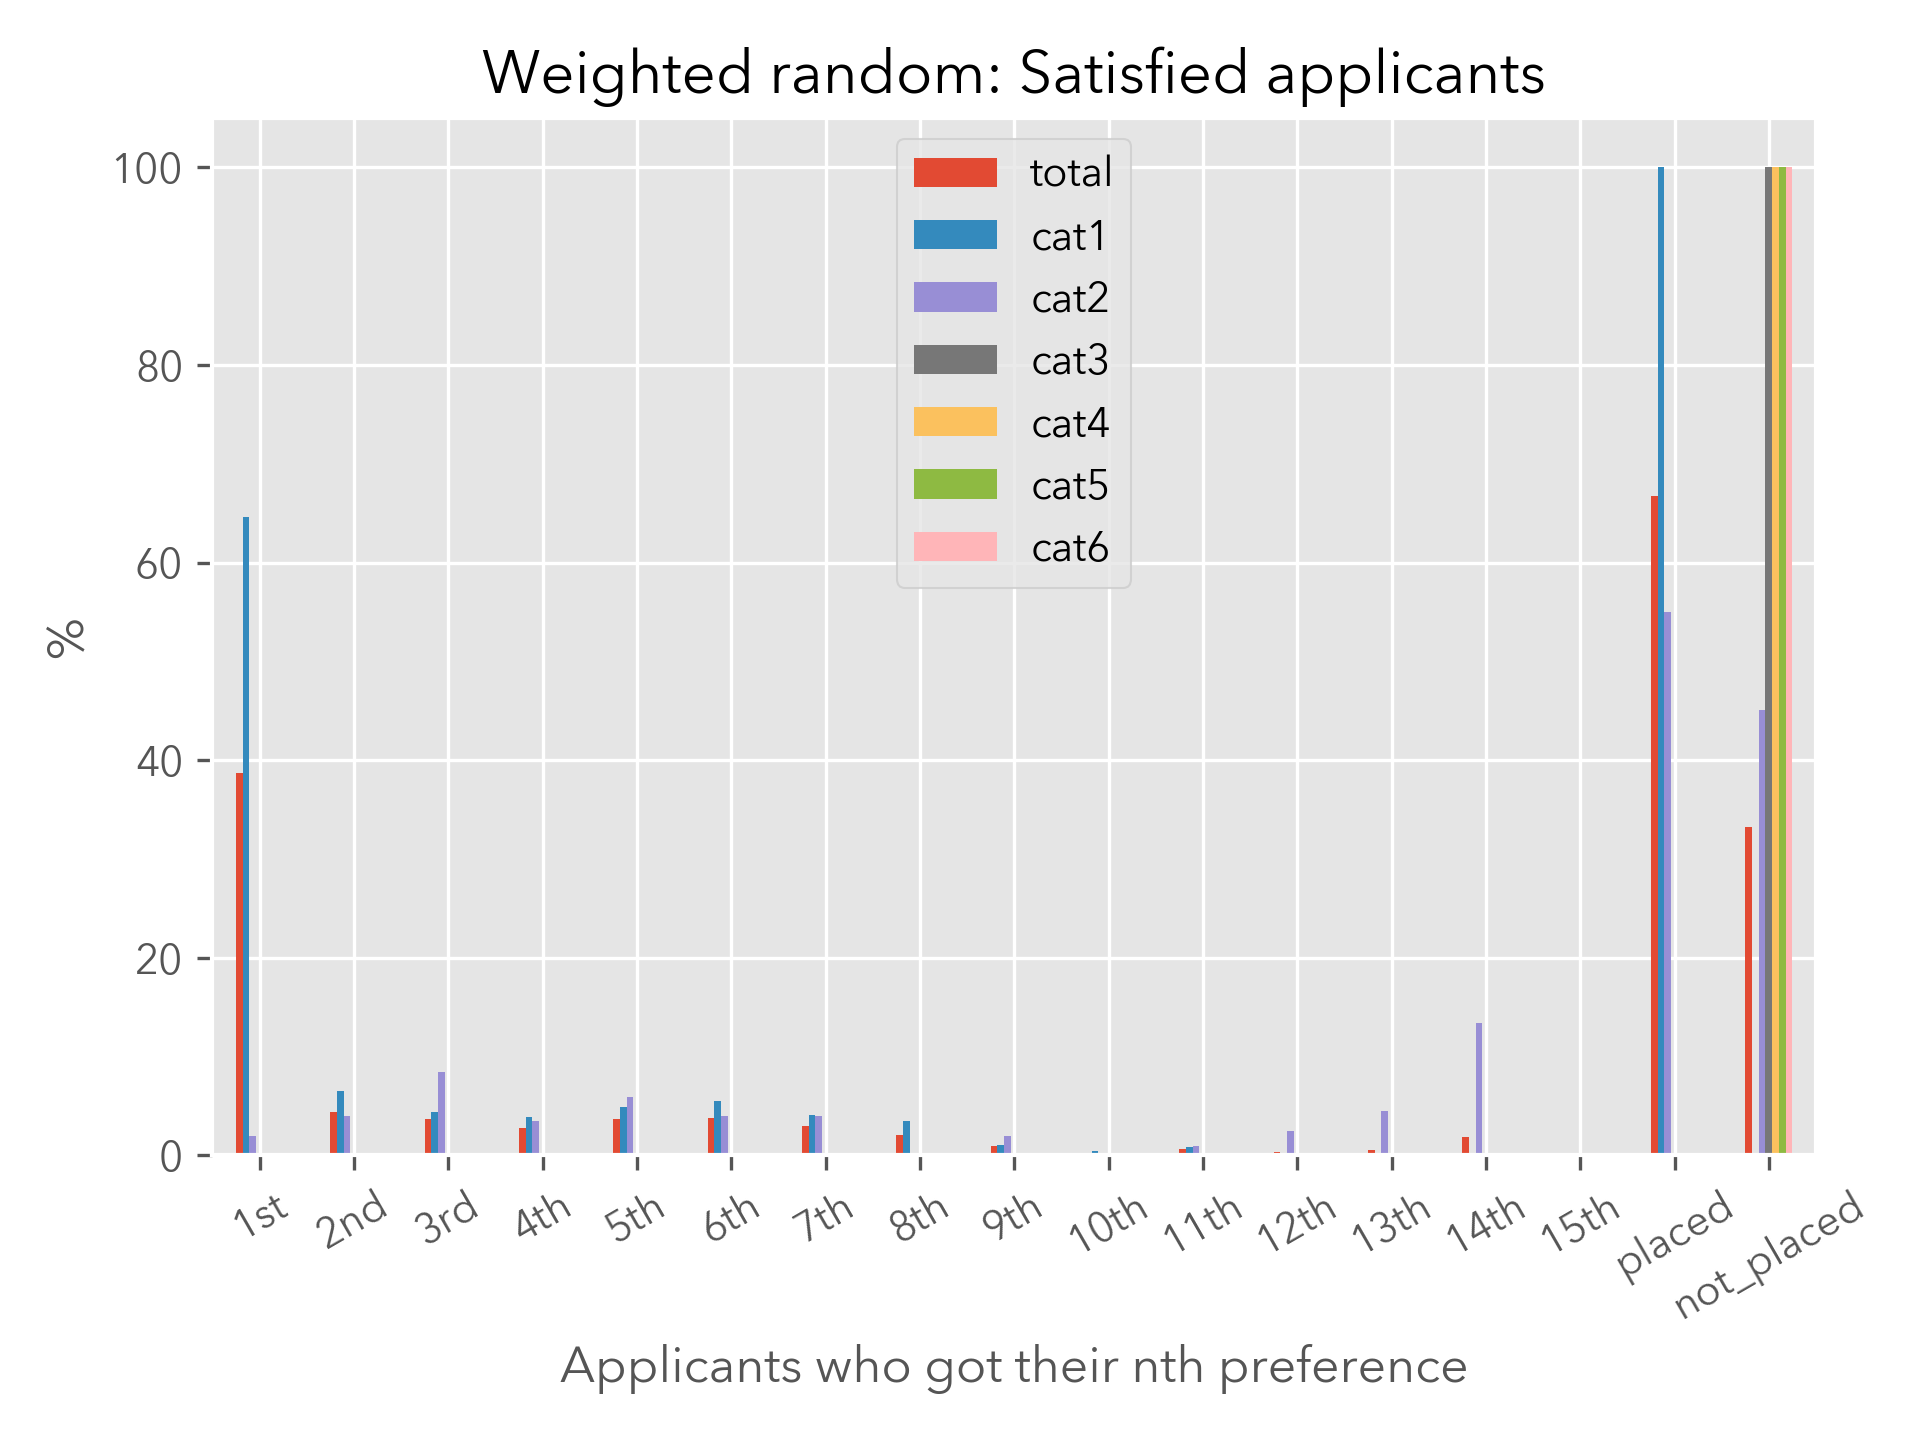 Weighted random: Satisfied applicants
100
80
60
40
20
0
%
total
cat1
cat2
cat3
cat4
cat5
cat6
1st 2nd 3rd 4th 5th 6th 7th 8th 9th 10th 11th 12th 13th 14th 15th placed not_placed
Applicants who got their nth preference